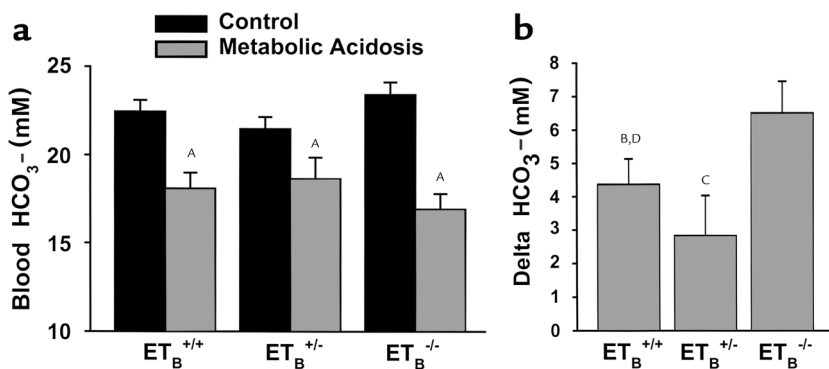 a
Control
Metabolic Acidosis
Blood HCO3− (mM)
25
20
15
10
A
A
A
ETB+/+
ETB+/-
ETB-/-
b
Delta HCO3−(mM)
8
7
6
5
4
3
2
1
0
B,D
C
ETB+/+
ETB+/-
ETB-/-